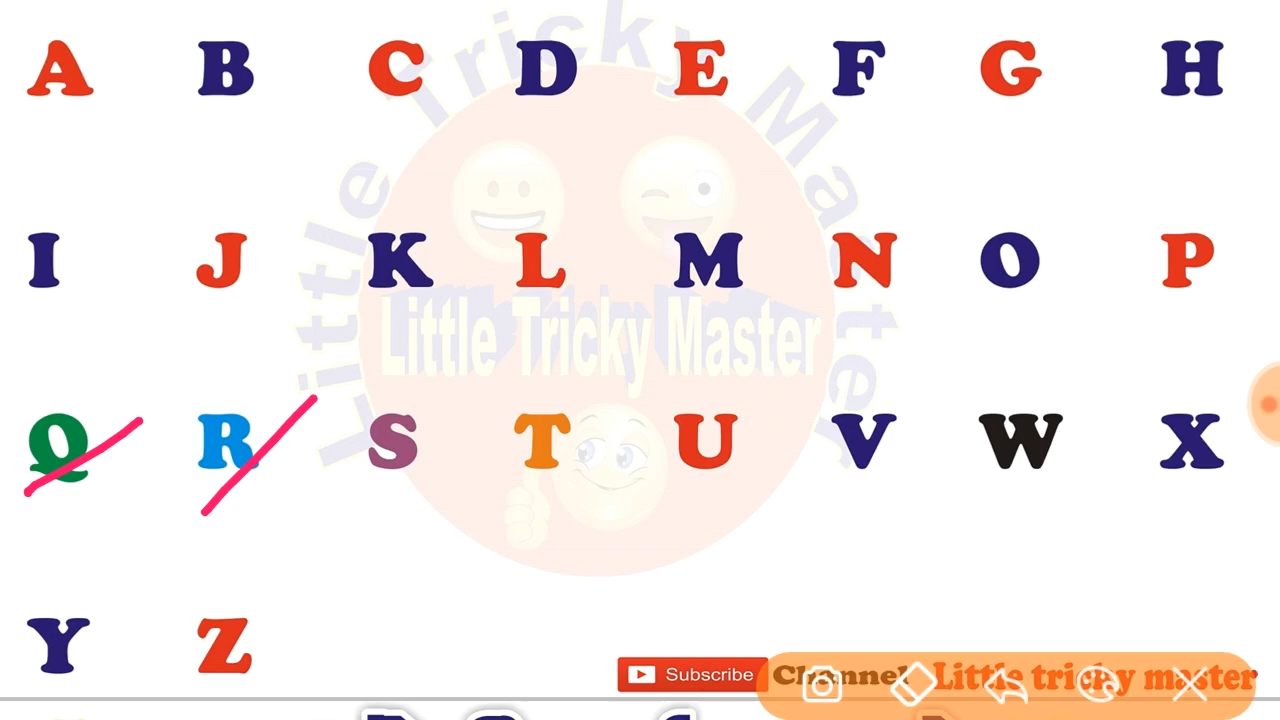 Little Tricky Master
A B C D E F G H
I J K L M N O P
Little Tricky Master
Q R S T U V W X
Y Z
Subscribe Channel Little tricky master